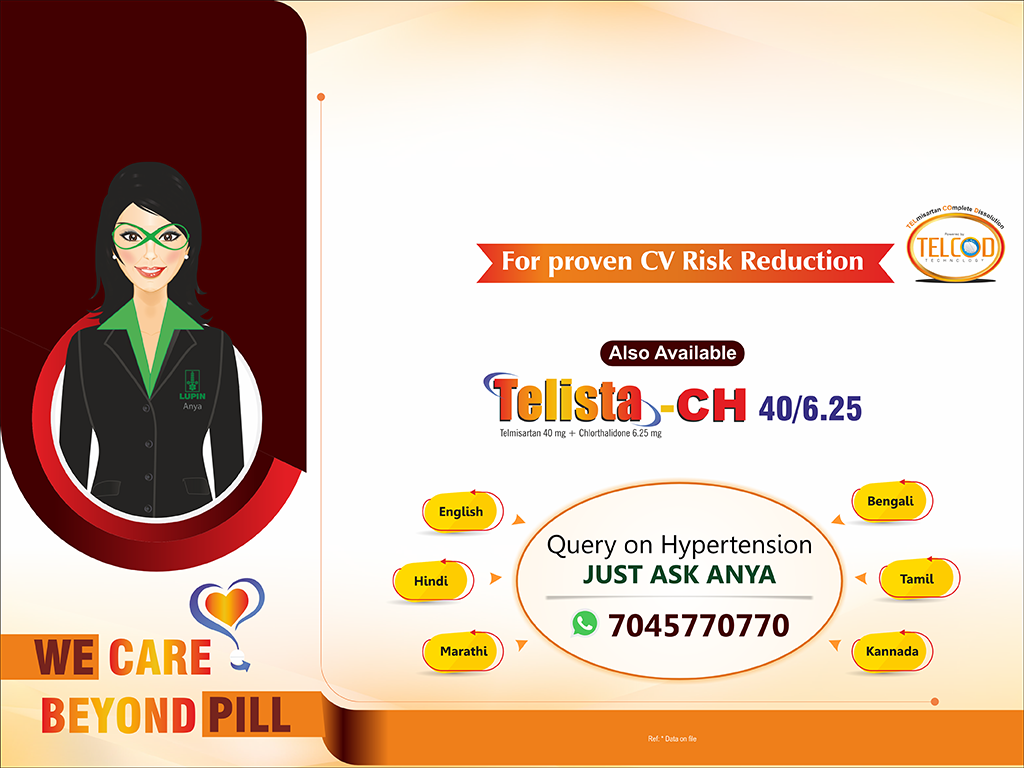 TELmisartan COmplete Dissolution
Powered by
TELCOD
TECHNOLOGY
For proven CV Risk Reduction
Also Available
Telista-CH 40/6.25
Telmisartan 40 mg + Chlorthalidone 6.25 mg
LUPIN
Anya
English
Bengali
Query on Hypertension
JUST ASK ANYA
Hindi
Tamil
7045770770
Marathi
Kannada
WE CARE
BEYOND PILL
Ref: * Data on file